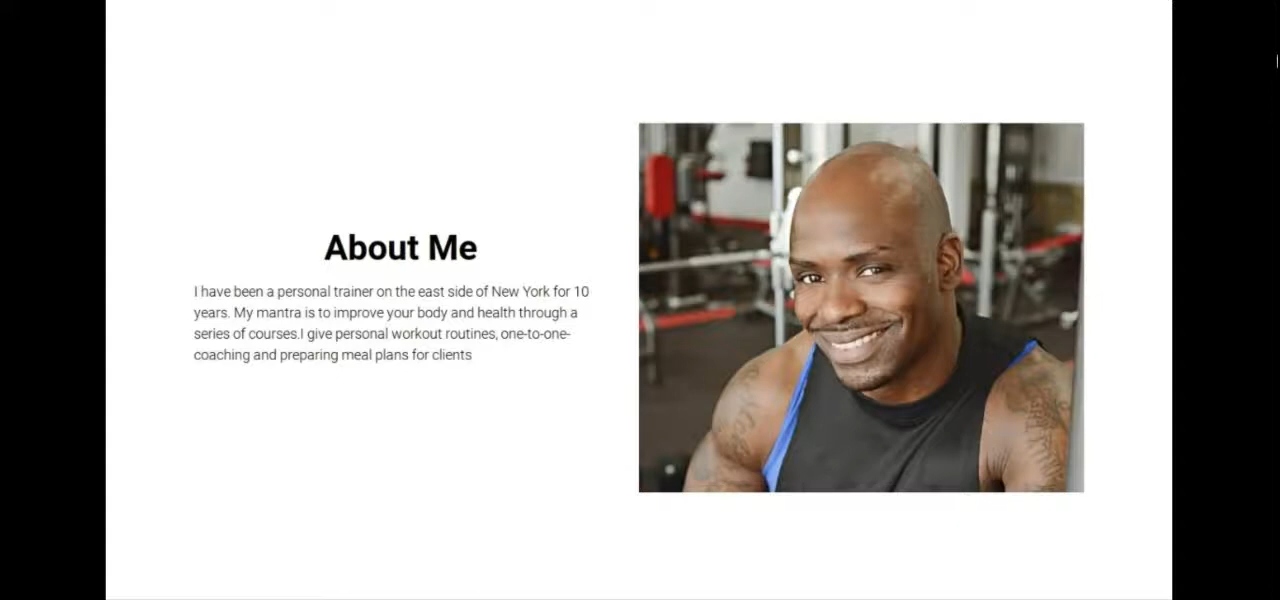 About Me
I have been a personal trainer on the east side of New York for 10
years. My mantra is to improve your body and health through a
series of courses.I give personal workout routines, one-to-one-
coaching and preparing meal plans for clients